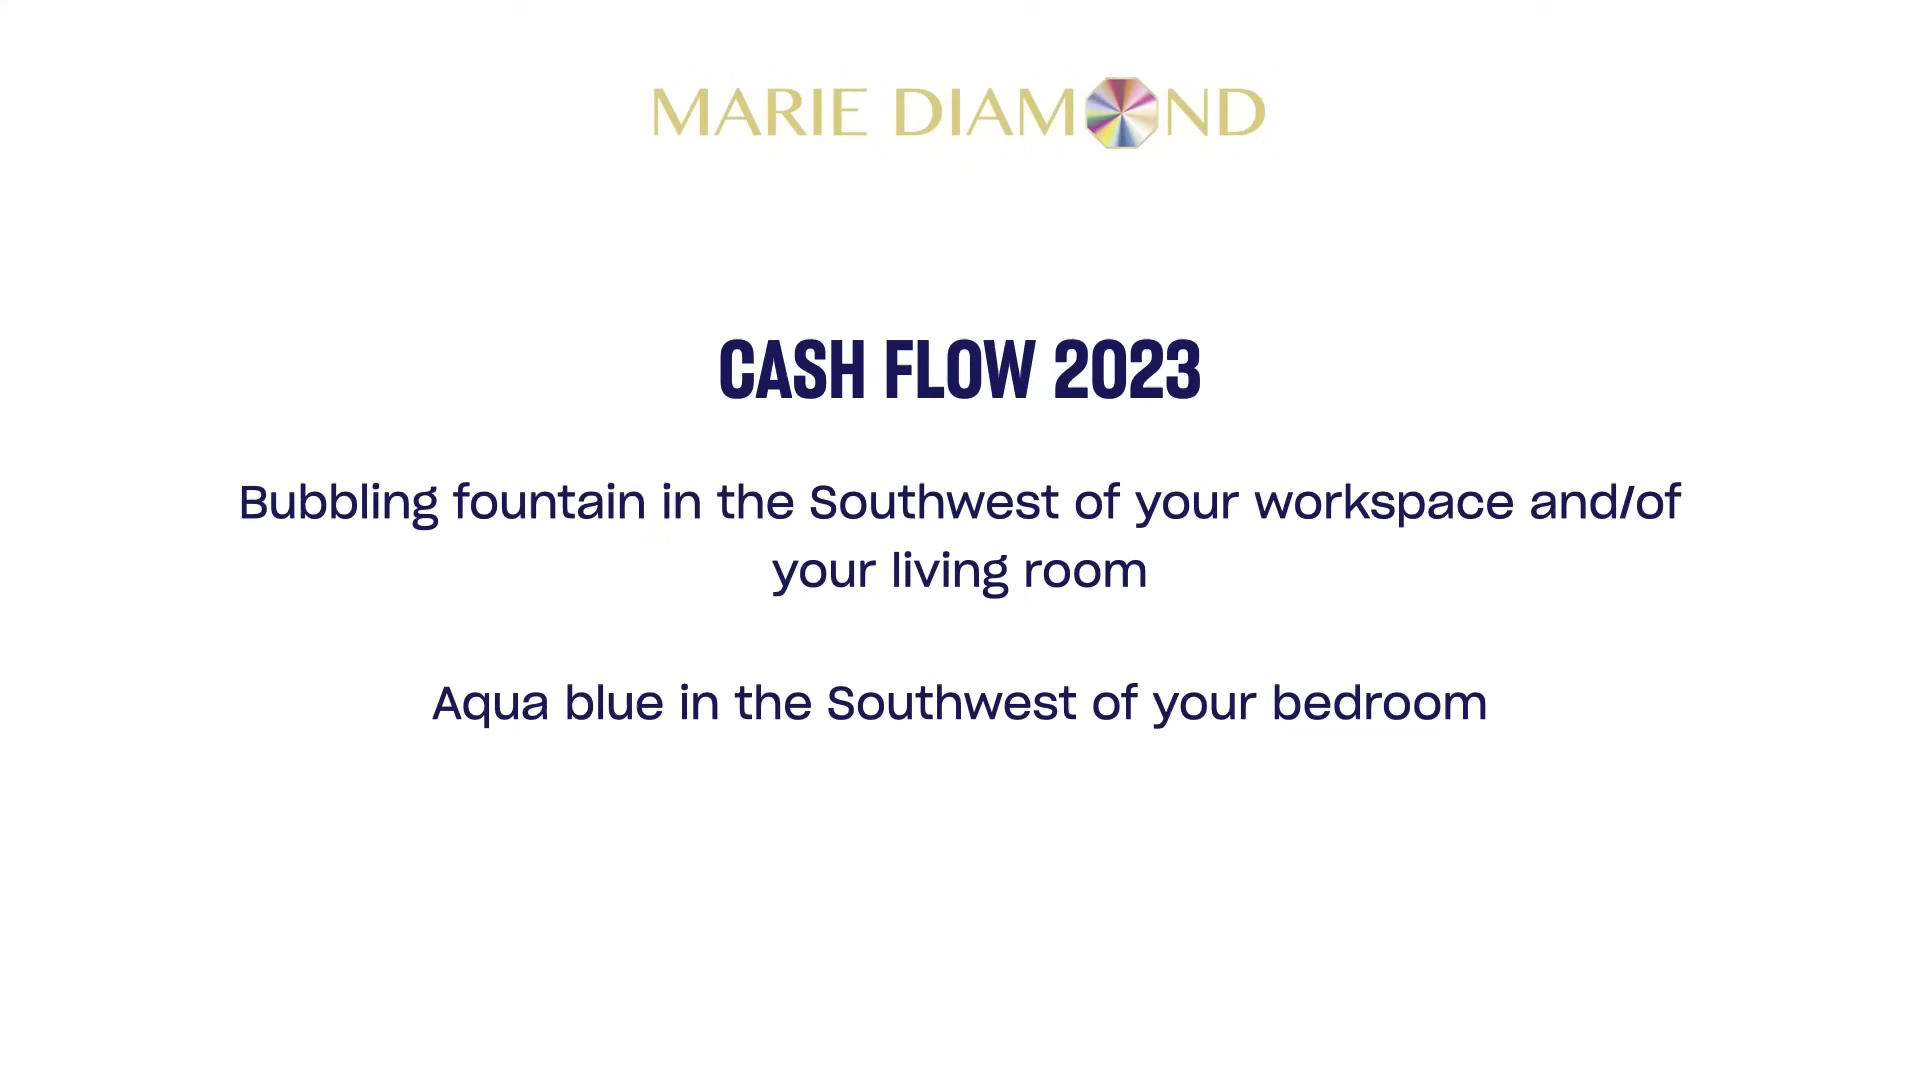 MARIE DIAMOND
CASH FLOW 2023
Bubbling fountain in the Southwest of your workspace and/of
your living room
Aqua blue in the Southwest of your bedroom